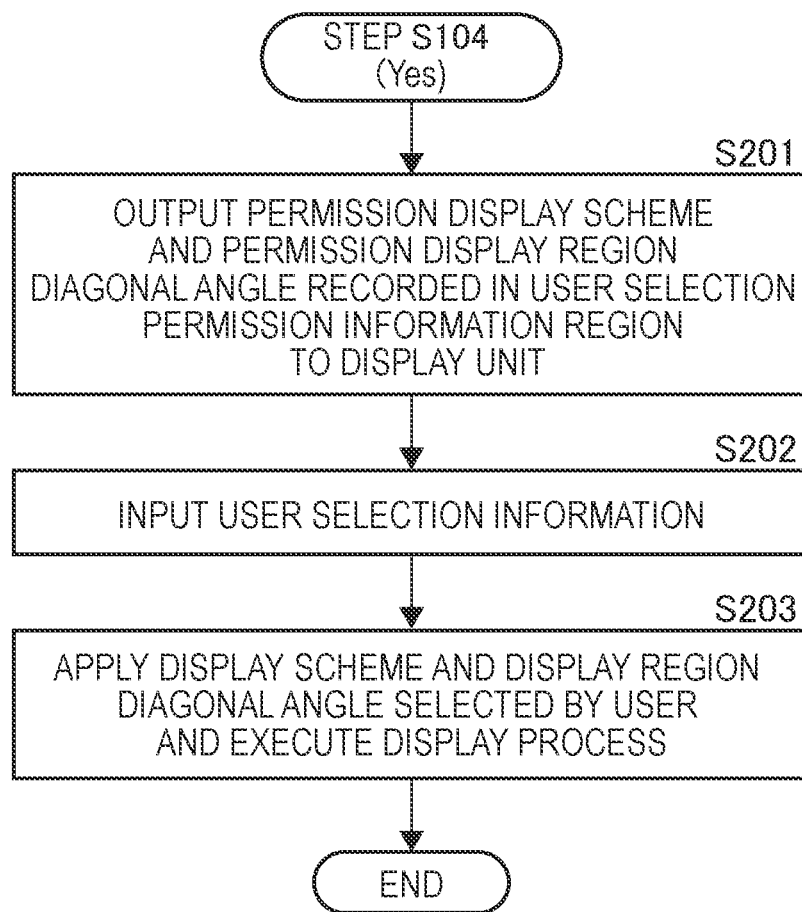 STEP S104
(Yes)
S201
OUTPUT PERMISSION DISPLAY SCHEME
AND PERMISSION DISPLAY REGION
DIAGONAL ANGLE RECORDED IN USER SELECTION
PERMISSION INFORMATION REGION
TO DISPLAY UNIT
S202
INPUT USER SELECTION INFORMATION
S203
APPLY DISPLAY SCHEME AND DISPLAY REGION
DIAGONAL ANGLE SELECTED BY USER
AND EXECUTE DISPLAY PROCESS
END